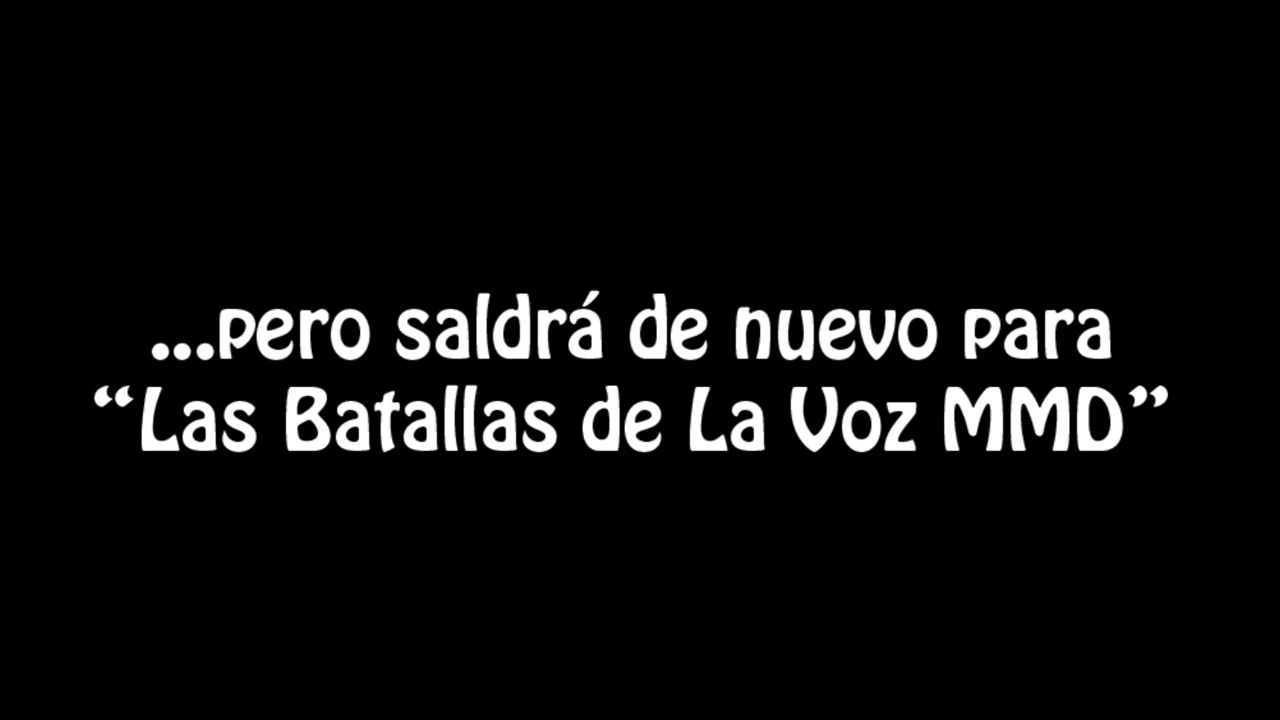 ...pero saldrá de nuevo para
“Las Batallas de La Voz MMD”